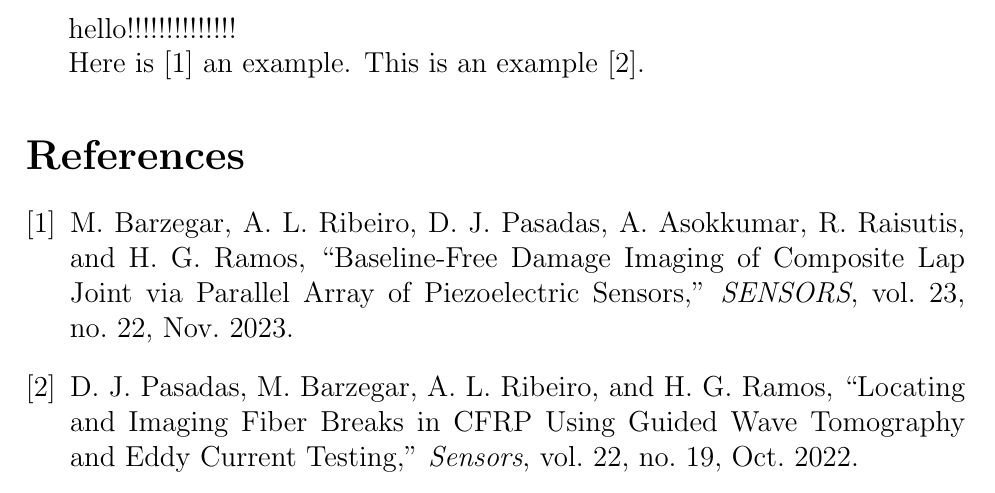 hello!!!!!!!!!!!!!!
Here is [1] an example. This is an example [2].
References
[1] M. Barzegar, A. L. Ribeiro, D. J. Pasadas, A. Asokkumar, R. Raisutis,
and H. G. Ramos, “Baseline-Free Damage Imaging of Composite Lap
Joint via Parallel Array of Piezoelectric Sensors,” SENSORS, vol. 23,
no. 22, Nov. 2023.
[2] D. J. Pasadas, M. Barzegar, A. L. Ribeiro, and H. G. Ramos, “Locating
and Imaging Fiber Breaks in CFRP Using Guided Wave Tomography
and Eddy Current Testing,” Sensors, vol. 22, no. 19, Oct. 2022.